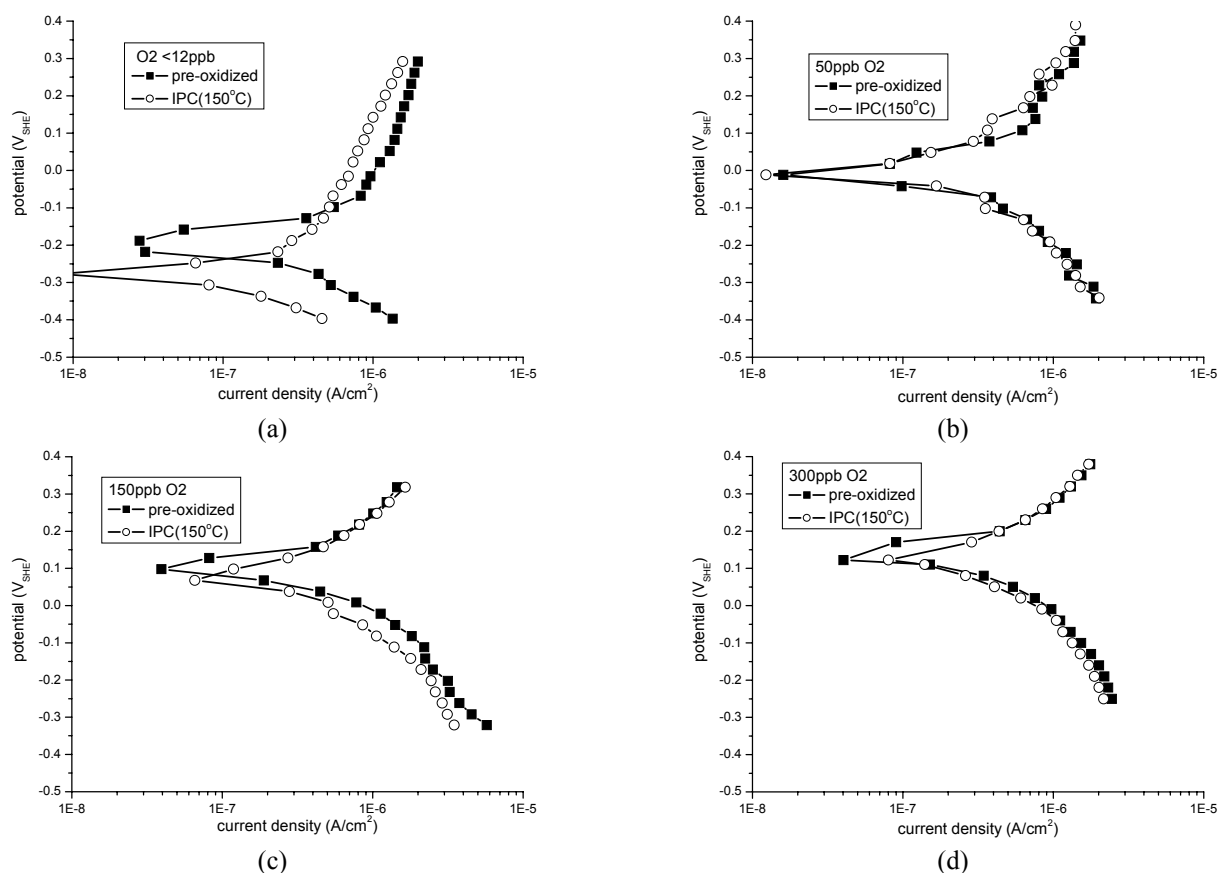 0.4
0.3
0.2
0.1
0.0
-0.1
-0.2
-0.3
-0.4
-0.5
potential (V_SHE)
O2 <12ppb
pre-oxidized
IPC(150°C)
1E-8 1E-7 1E-6 1E-5
current density (A/cm²)
(a)
0.4
0.3
0.2
0.1
0.0
-0.1
-0.2
-0.3
-0.4
-0.5
potential (V_SHE)
50ppb O2
pre-oxidized
IPC(150°C)
1E-8 1E-7 1E-6 1E-5
current density (A/cm²)
(b)
0.4
0.3
0.2
0.1
0.0
-0.1
-0.2
-0.3
-0.4
-0.5
potential (V_SHE)
150ppb O2
pre-oxidized
IPC(150°C)
1E-8 1E-7 1E-6 1E-5
current density (A/cm²)
(c)
0.4
0.3
0.2
0.1
0.0
-0.1
-0.2
-0.3
-0.4
-0.5
potential (V_SHE)
300ppb O2
pre-oxidized
IPC(150°C)
1E-8 1E-7 1E-6 1E-5
current density (A/cm²)
(d)